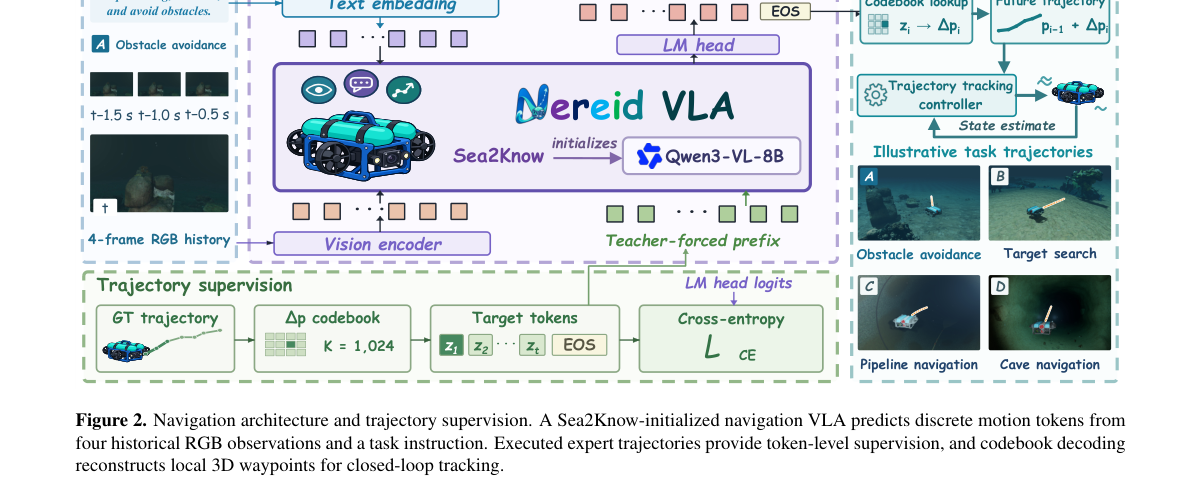 and avoid obstacles.
A Obstacle avoidance
t-1.5 s t-1.0 s t-0.5 s
t
4-frame RGB history
Text embedding
EOS
LM head
Nereid VLA
Sea2Know initializes Qwen3-VL-8B
Vision encoder
Teacher-forced prefix
Codebook lookup
zᵢ → Δpᵢ
Future trajectory
pᵢ₋₁ + Δpᵢ
Trajectory tracking
controller
State estimate
Illustrative task trajectories
A
B
Obstacle avoidance
Target search
C
D
Pipeline navigation
Cave navigation
Trajectory supervision
LM head logits
GT trajectory
Δp codebook
K = 1,024
Target tokens
z₁ z₂ ··· zₜ EOS
Cross-entropy
L CE
Figure 2. Navigation architecture and trajectory supervision. A Sea2Know-initialized navigation VLA predicts discrete motion tokens from
four historical RGB observations and a task instruction. Executed expert trajectories provide token-level supervision, and codebook decoding
reconstructs local 3D waypoints for closed-loop tracking.